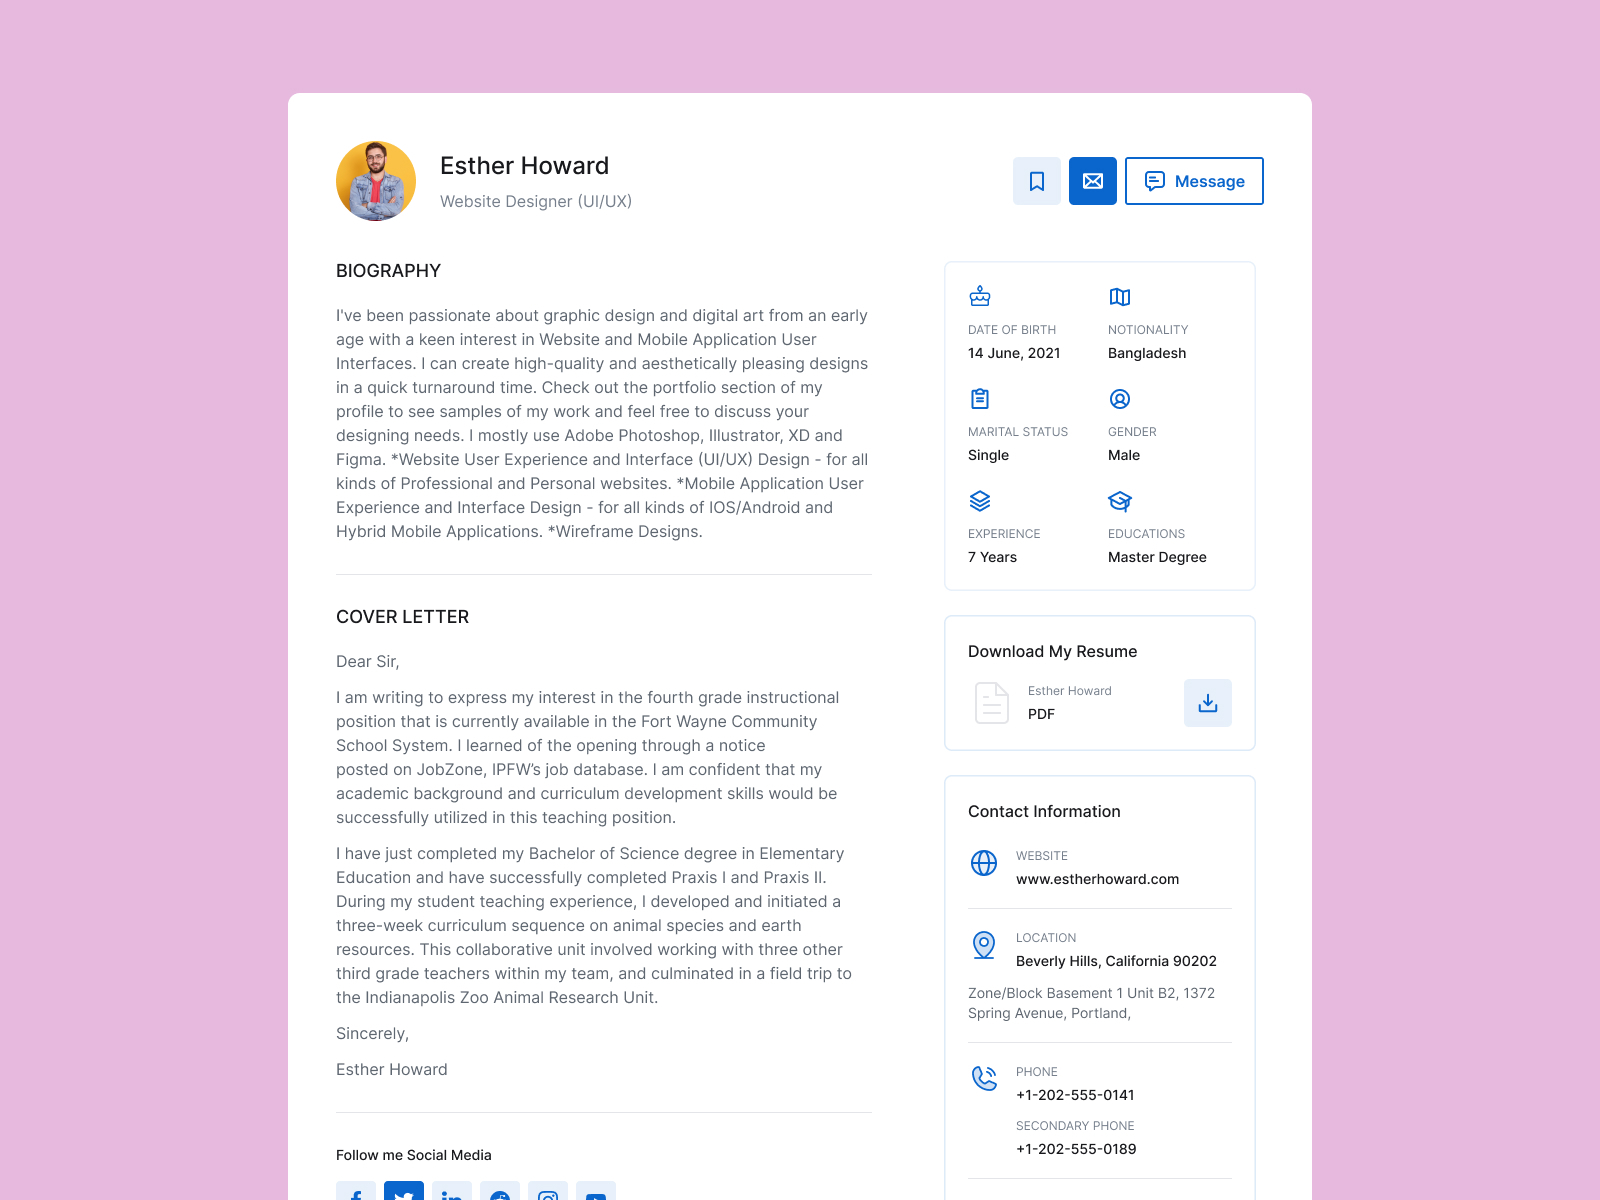 Esther Howard
Website Designer (UI/UX)
Message
BIOGRAPHY
I've been passionate about graphic design and digital art from an early
age with a keen interest in Website and Mobile Application User
Interfaces. I can create high-quality and aesthetically pleasing designs
in a quick turnaround time. Check out the portfolio section of my
profile to see samples of my work and feel free to discuss your
designing needs. I mostly use Adobe Photoshop, Illustrator, XD and
Figma. *Website User Experience and Interface (UI/UX) Design - for all
kinds of Professional and Personal websites. *Mobile Application User
Experience and Interface Design - for all kinds of IOS/Android and
Hybrid Mobile Applications. *Wireframe Designs.
COVER LETTER
Dear Sir,
I am writing to express my interest in the fourth grade instructional
position that is currently available in the Fort Wayne Community
School System. I learned of the opening through a notice
posted on JobZone, IPFW’s job database. I am confident that my
academic background and curriculum development skills would be
successfully utilized in this teaching position.
I have just completed my Bachelor of Science degree in Elementary
Education and have successfully completed Praxis I and Praxis II.
During my student teaching experience, I developed and initiated a
three-week curriculum sequence on animal species and earth
resources. This collaborative unit involved working with three other
third grade teachers within my team, and culminated in a field trip to
the Indianapolis Zoo Animal Research Unit.
Sincerely,
Esther Howard
Follow me Social Media
DATE OF BIRTH
14 June, 2021
NOTIONALITY
Bangladesh
MARITAL STATUS
Single
GENDER
Male
EXPERIENCE
7 Years
EDUCATIONS
Master Degree
Download My Resume
Esther Howard
PDF
Contact Information
WEBSITE
www.estherhoward.com
LOCATION
Beverly Hills, California 90202
Zone/Block Basement 1 Unit B2, 1372
Spring Avenue, Portland,
PHONE
+1-202-555-0141
SECONDARY PHONE
+1-202-555-0189